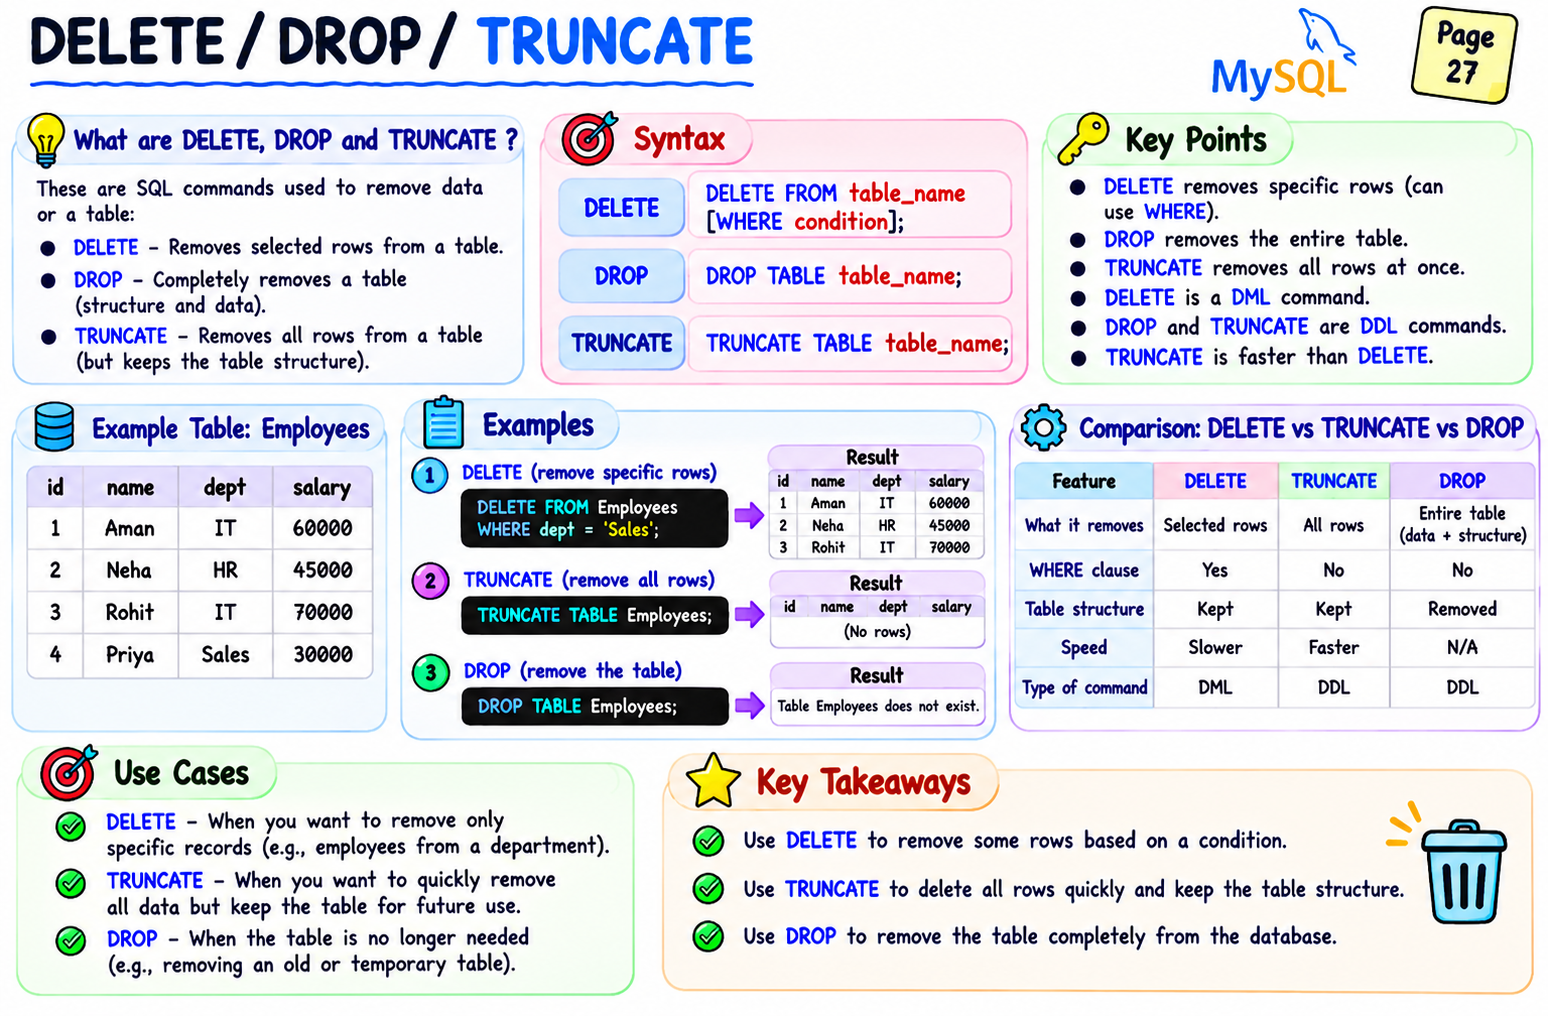 DELETE / DROP / TRUNCATE
MySQL
Page
27
What are DELETE, DROP and TRUNCATE ?
These are SQL commands used to remove data
or a table:
● DELETE – Removes selected rows from a table.
● DROP – Completely removes a table
(structure and data).
● TRUNCATE – Removes all rows from a table
(but keeps the table structure).
Syntax
DELETE
DELETE FROM table_name
[WHERE condition];
DROP
DROP TABLE table_name;
TRUNCATE
TRUNCATE TABLE table_name;
Key Points
● DELETE removes specific rows (can
use WHERE).
● DROP removes the entire table.
● TRUNCATE removes all rows at once.
● DELETE is a DML command.
● DROP and TRUNCATE are DDL commands.
● TRUNCATE is faster than DELETE.
Example Table: Employees
id name dept salary
1 Aman IT 60000
2 Neha HR 45000
3 Rohit IT 70000
4 Priya Sales 30000
Examples
1 DELETE (remove specific rows)
DELETE FROM Employees
WHERE dept = 'Sales';
Result
id name dept salary
1 Aman IT 60000
2 Neha HR 45000
3 Rohit IT 70000
2 TRUNCATE (remove all rows)
TRUNCATE TABLE Employees;
Result
id name dept salary
(No rows)
3 DROP (remove the table)
DROP TABLE Employees;
Result
Table Employees does not exist.
Comparison: DELETE vs TRUNCATE vs DROP
Feature DELETE TRUNCATE DROP
What it removes Selected rows All rows Entire table
(data + structure)
WHERE clause Yes No No
Table structure Kept Kept Removed
Speed Slower Faster N/A
Type of command DML DDL DDL
Use Cases
DELETE – When you want to remove only
specific records (e.g., employees from a department).
TRUNCATE – When you want to quickly remove
all data but keep the table for future use.
DROP – When the table is no longer needed
(e.g., removing an old or temporary table).
Key Takeaways
Use DELETE to remove some rows based on a condition.
Use TRUNCATE to delete all rows quickly and keep the table structure.
Use DROP to remove the table completely from the database.